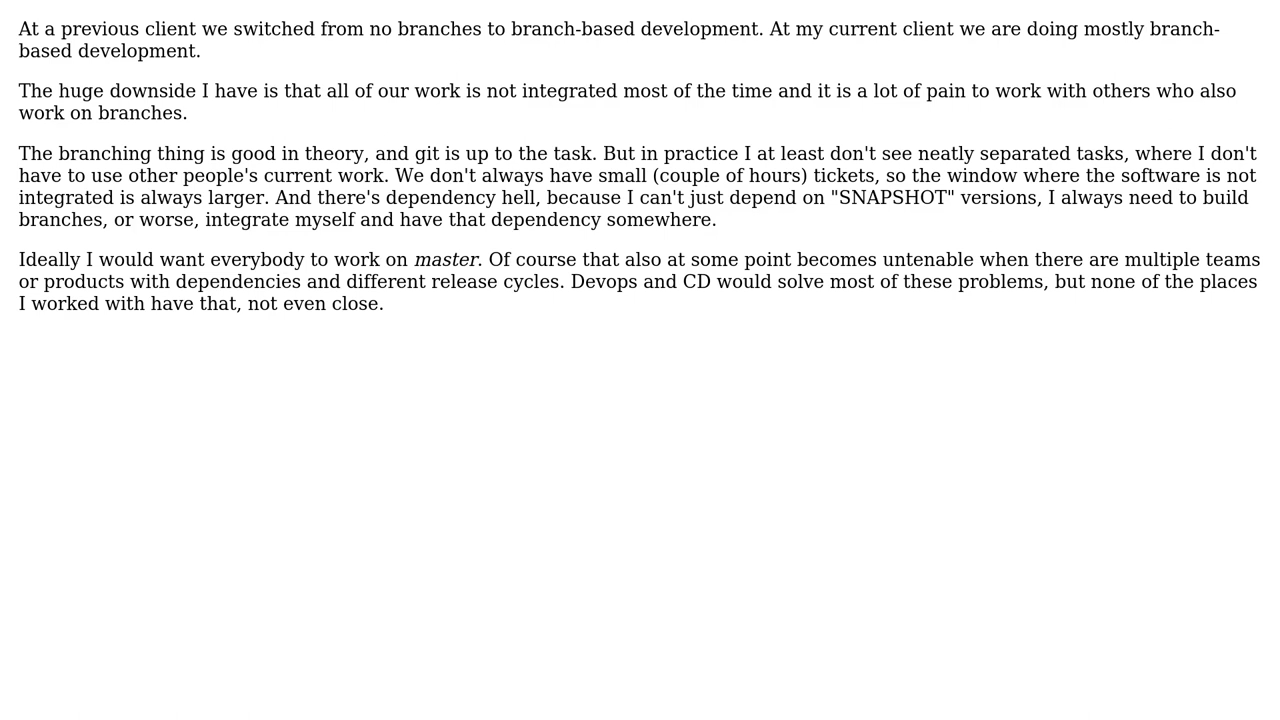 At a previous client we switched from no branches to branch-based development. At my current client we are doing mostly branch-
based development.
The huge downside I have is that all of our work is not integrated most of the time and it is a lot of pain to work with others who also
work on branches.
The branching thing is good in theory, and git is up to the task. But in practice I at least don't see neatly separated tasks, where I don't
have to use other people's current work. We don't always have small (couple of hours) tickets, so the window where the software is not
integrated is always larger. And there's dependency hell, because I can't just depend on "SNAPSHOT" versions, I always need to build
branches, or worse, integrate myself and have that dependency somewhere.
Ideally I would want everybody to work on master. Of course that also at some point becomes untenable when there are multiple teams
or products with dependencies and different release cycles. Devops and CD would solve most of these problems, but none of the places
I worked with have that, not even close.